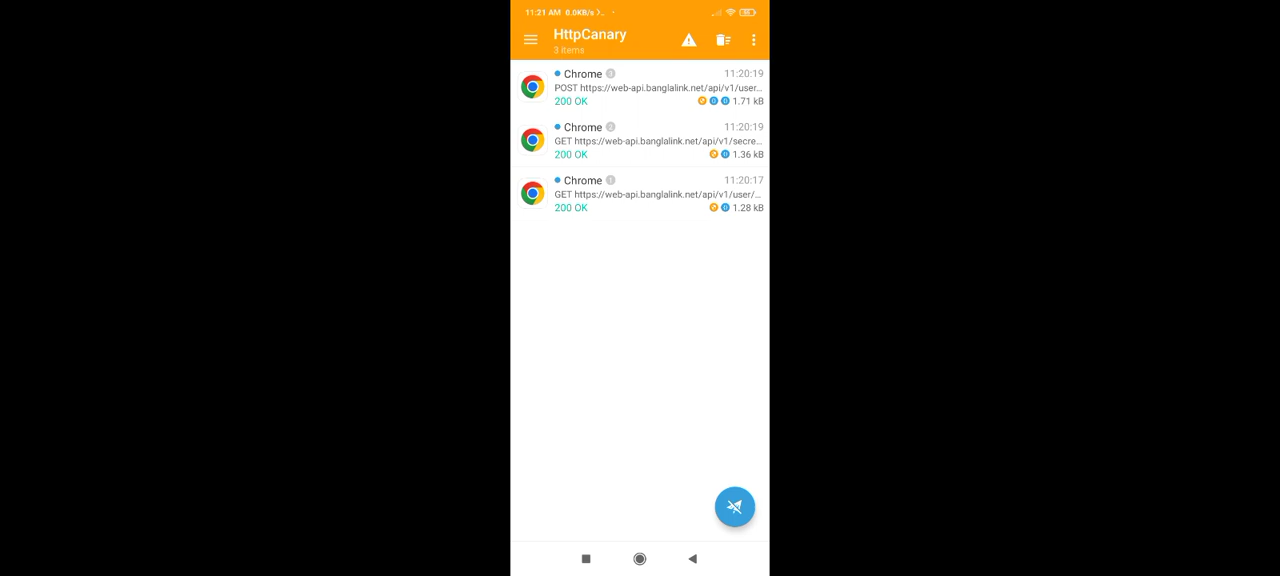 11:21 AM 0.0KB/s
HttpCanary
3 items
Chrome 3 11:20:19
POST https://web-api.banglalink.net/api/v1/user...
200 OK 1.71 kB
Chrome 2 11:20:19
GET https://web-api.banglalink.net/api/v1/secre...
200 OK 1.36 kB
Chrome 1 11:20:17
GET https://web-api.banglalink.net/api/v1/user/...
200 OK 1.28 kB